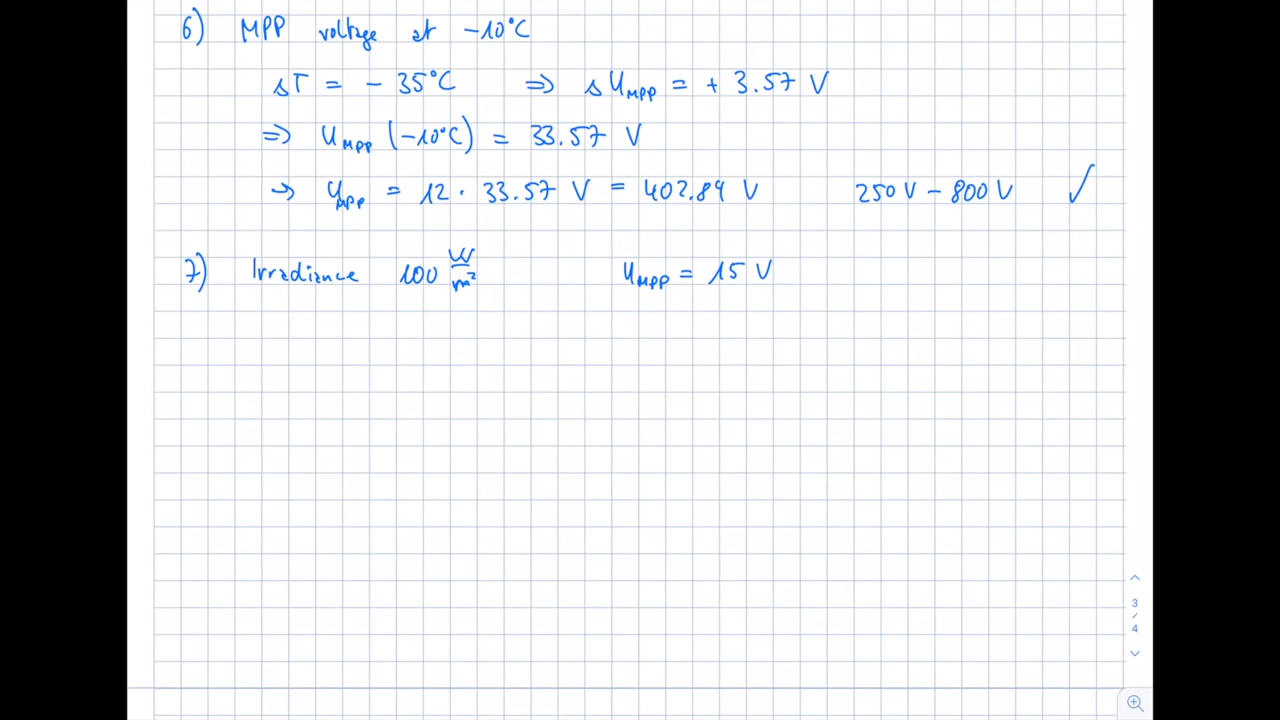 6) MPP voltage at -10°C
ΔT = - 35°C ⇒ ΔU_MPP = + 3.57 V
⇒ U_MPP (-10°C) = 33.57 V
→ U_MPP = 12 · 33.57 V = 402.84 V 250 V - 800 V ✓
7) Irradiance 100 W/m² U_MPP = 15 V
3
/
4